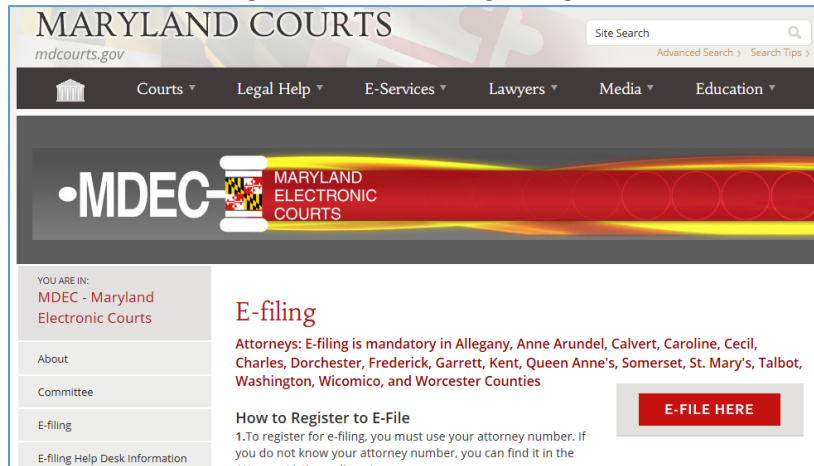 MARYLAND COURTS
mdcourts.gov
Site Search
Advanced Search › Search Tips ›
Courts Legal Help E-Services Lawyers Media Education
•MDEC-
MARYLAND
ELECTRONIC
COURTS
YOU ARE IN:
MDEC - Maryland
Electronic Courts
About
Committee
E-filing
E-filing Help Desk Information
E-filing
Attorneys: E-filing is mandatory in Allegany, Anne Arundel, Calvert, Caroline, Cecil,
Charles, Dorchester, Frederick, Garrett, Kent, Queen Anne's, Somerset, St. Mary's, Talbot,
Washington, Wicomico, and Worcester Counties
E-FILE HERE
How to Register to E-File
1.To register for e-filing, you must use your attorney number. If
you do not know your attorney number, you can find it in the